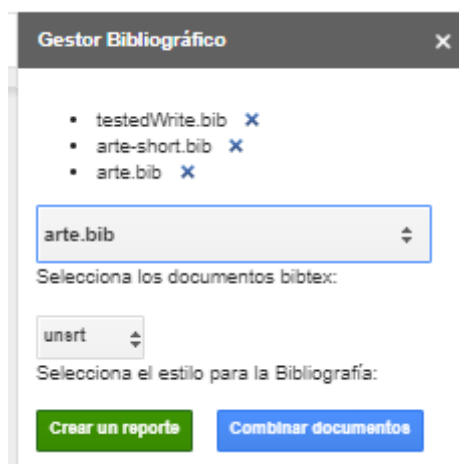 Gestor Bibliográfico ×
testedWrite.bib ×
arte-short.bib ×
arte.bib ×
arte.bib
Selecciona los documentos bibtex:
unsrt
Selecciona el estilo para la Bibliografía:
Crear un reporte Combinar documentos